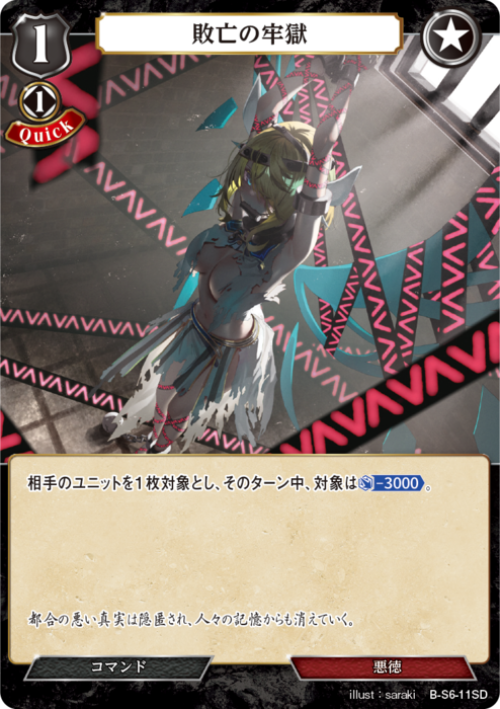 敗亡の牢獄
1
1
Quick
相手のユニットを1枚対象とし、そのターン中、対象は-3000。
都合の悪い真実は隠匿され、人々の記憶からも消えていく。
コマンド
悪徳
illust：saraki B-S6-11SD